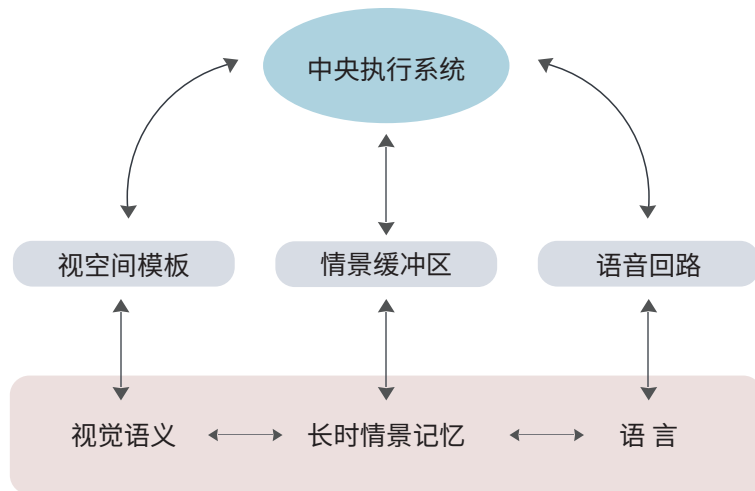 中央执行系统
视空间模板
情景缓冲区
语音回路
视觉语义
长时情景记忆
语 言